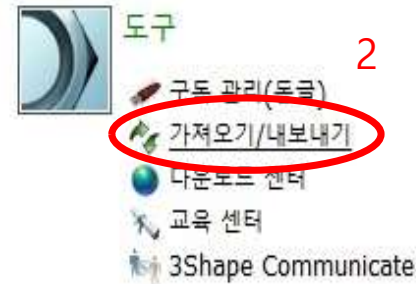 도구
2
구독 관리(동글)
가져오기/내보내기
다운로드 센터
교육 센터
3Shape Communicate